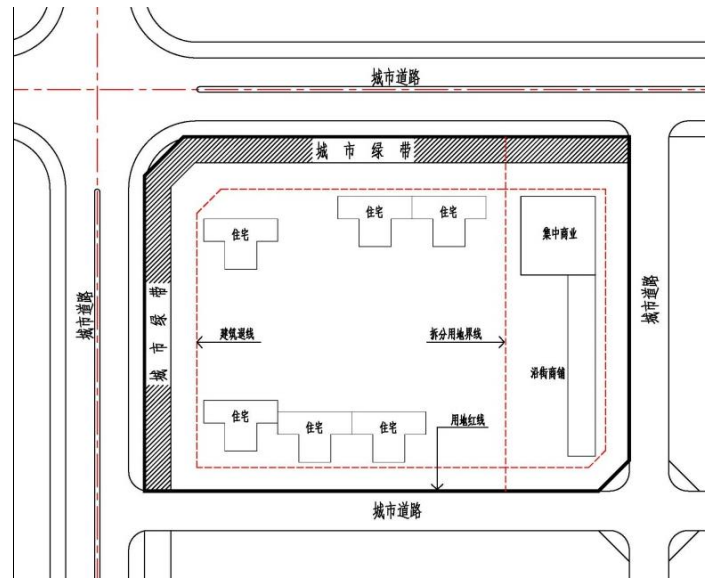 城市道路
城市绿带
住宅
住宅
住宅
集中商业
城市道路
城市绿带
城市道路
建筑退线
拆分用地界线
沿街商铺
住宅
住宅
住宅
用地红线
城市道路